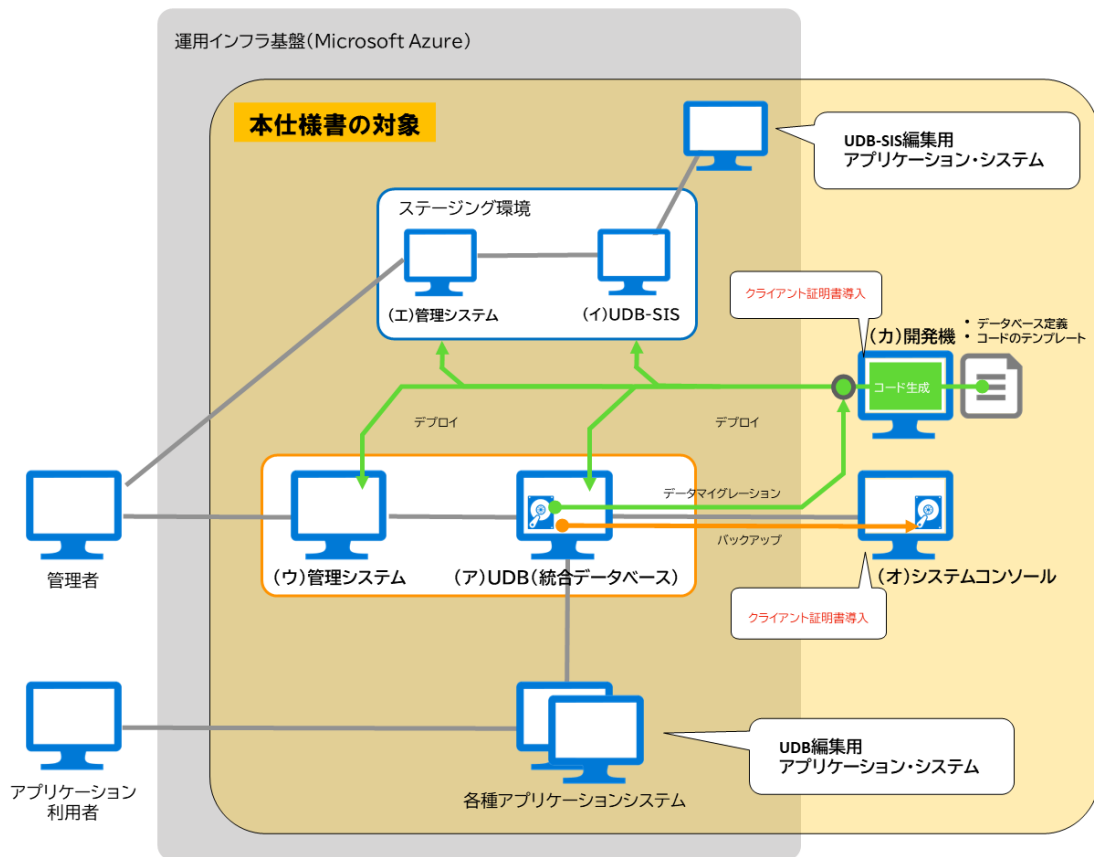 運用インフラ基盤(Microsoft Azure)
本仕様書の対象
UDB-SIS編集用
アプリケーション・システム
ステージング環境
(エ)管理システム
(イ)UDB-SIS
クライアント証明書導入
(カ)開発機
・データベース定義
・コードのテンプレート
コード生成
デプロイ
デプロイ
データマイグレーション
バックアップ
管理者
(ウ)管理システム
(ア)UDB(統合データベース)
(オ)システムコンソール
クライアント証明書導入
UDB編集用
アプリケーション・システム
アプリケーション
利用者
各種アプリケーションシステム